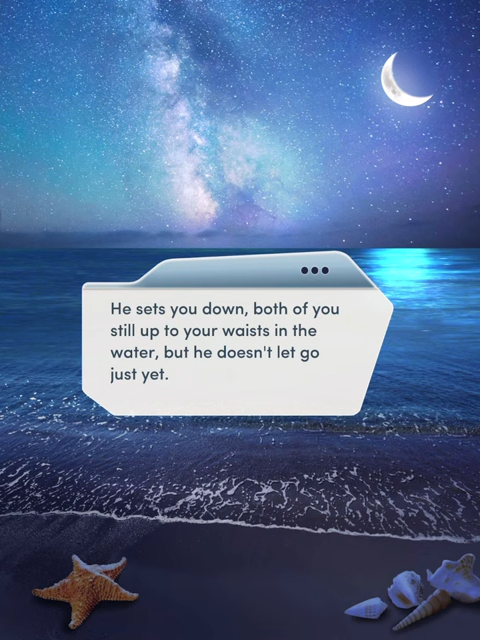 He sets you down, both of you
still up to your waists in the
water, but he doesn't let go
just yet.